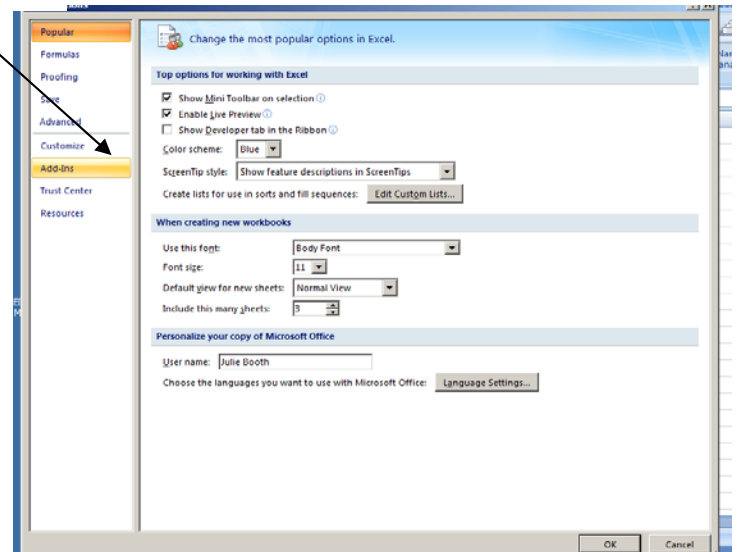 Popular
Formulas
Proofing
Save
Advanced
Customize
Add-Ins
Trust Center
Resources
Change the most popular options in Excel.
Top options for working with Excel
Show Mini Toolbar on selection
Enable Live Preview
Show Developer tab in the Ribbon
Color scheme: Blue
ScreenTip style: Show feature descriptions in ScreenTips
Create lists for use in sorts and fill sequences: Edit Custom Lists...
When creating new workbooks
Use this font: Body Font
Font size: 11
Default view for new sheets: Normal View
Include this many sheets: 3
Personalize your copy of Microsoft Office
User name: Julie Booth
Choose the languages you want to use with Microsoft Office: Language Settings...
OK Cancel